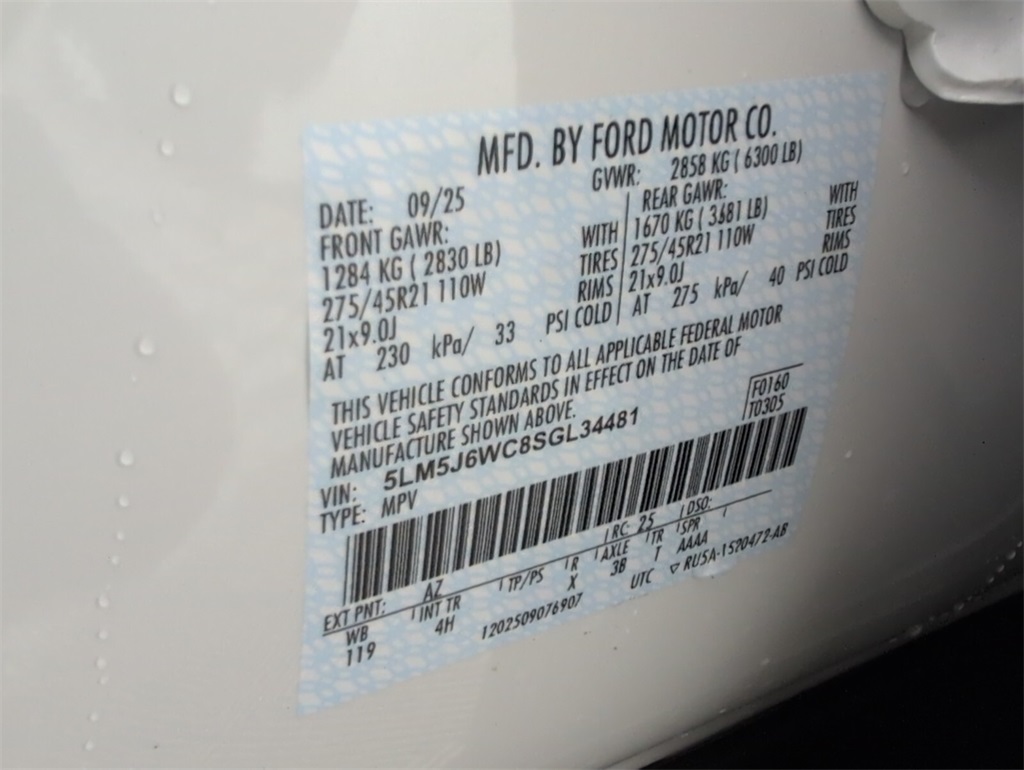 MFD. BY FORD MOTOR CO.
DATE: 09/25
GVWR: 2858 KG ( 6300 LB)
FRONT GAWR:
1284 KG ( 2830 LB) WITH
275/45R21 110W TIRES
21x9.0J RIMS
AT 230 kPa/ 33 PSI COLD
REAR GAWR:
1670 KG ( 3681 LB) WITH
275/45R21 110W TIRES
21x9.0J RIMS
AT 275 kPa/ 40 PSI COLD
THIS VEHICLE CONFORMS TO ALL APPLICABLE FEDERAL MOTOR
VEHICLE SAFETY STANDARDS IN EFFECT ON THE DATE OF
MANUFACTURE SHOWN ABOVE.
VIN: 5LM5J6WC8SGL34481
TYPE: MPV
F0160
T0305
EXT PNT: AZ RC: 25 DSO:
WB INT TR TP/PS R AXLE TR SPR
119 4H X 3B T AAAA
1202509076907 UTC ▽ RU5A-1520472-AB